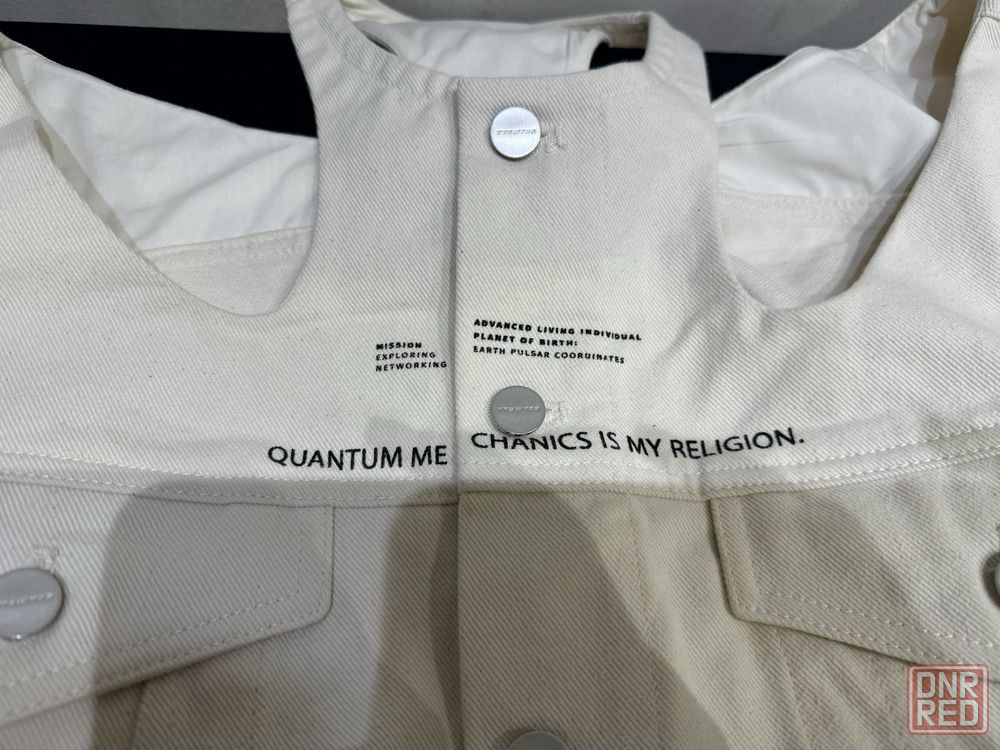 MISSION
EXPLORING
NETWORKING
ADVANCED LIVING INDIVIDUAL
PLANET OF BIRTH:
EARTH PULSAR COORDINATES
QUANTUM ME CHANICS IS MY RELIGION.
DNR
RED